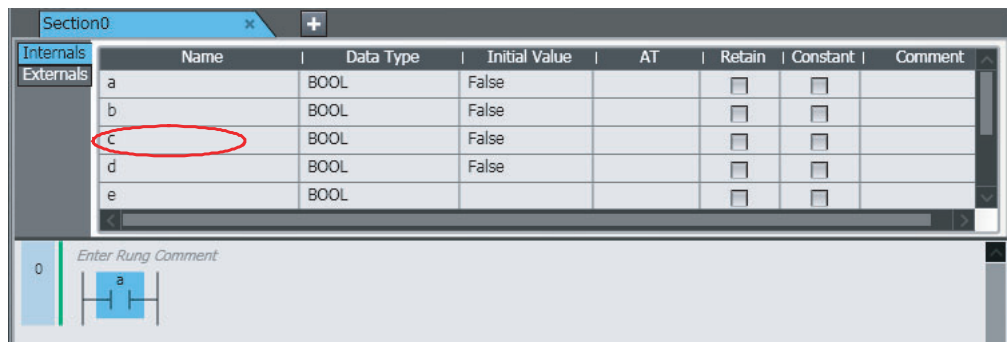 Section0 × +
Internals Name Data Type Initial Value AT Retain Constant Comment
Externals
a BOOL False
b BOOL False
c BOOL False
d BOOL False
e BOOL
0 Enter Rung Comment
a